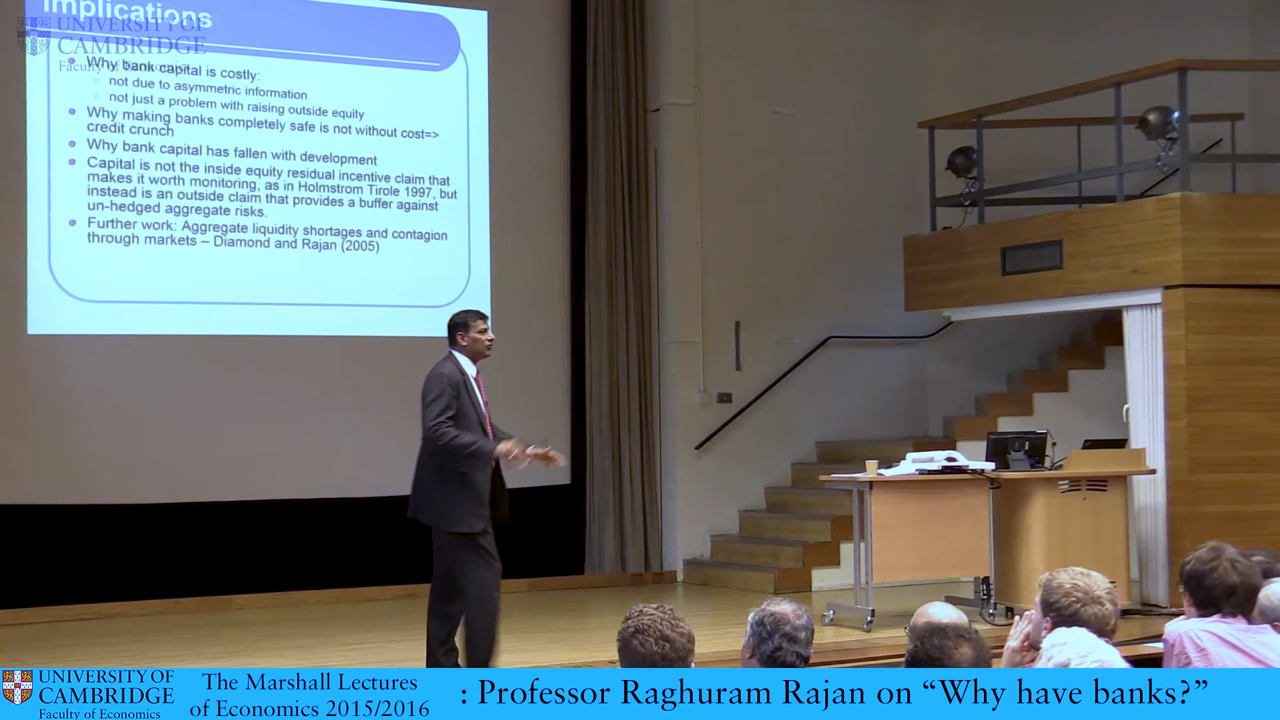 Implications
UNIVERSITY OF
CAMBRIDGE
Faculty of Economics
Why bank capital is costly:
not due to asymmetric information
not just a problem with raising outside equity
Why making banks completely safe is not without cost=>
credit crunch
Why bank capital has fallen with development
Capital is not the inside equity residual incentive claim that
makes it worth monitoring, as in Holmstrom Tirole 1997, but
instead is an outside claim that provides a buffer against
un-hedged aggregate risks.
Further work: Aggregate liquidity shortages and contagion
through markets – Diamond and Rajan (2005)
UNIVERSITY OF
CAMBRIDGE
Faculty of Economics
The Marshall Lectures
of Economics 2015/2016
: Professor Raghuram Rajan on “Why have banks?”